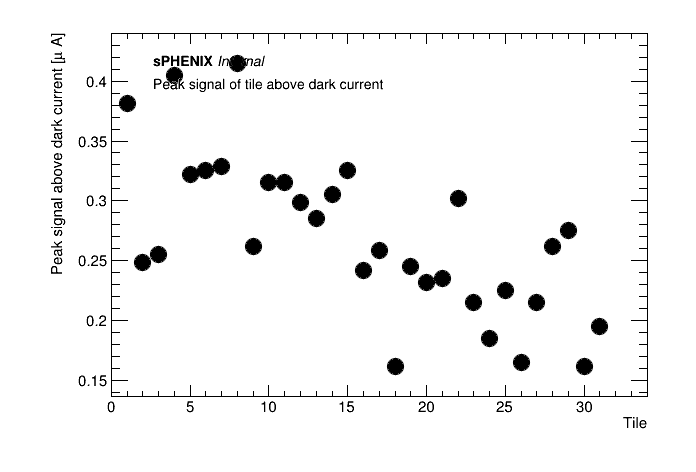 sPHENIX Internal
Peak signal of tile above dark current
Peak signal above dark current [μ A]
0.4
0.35
0.3
0.25
0.2
0.15
0 5 10 15 20 25 30
Tile